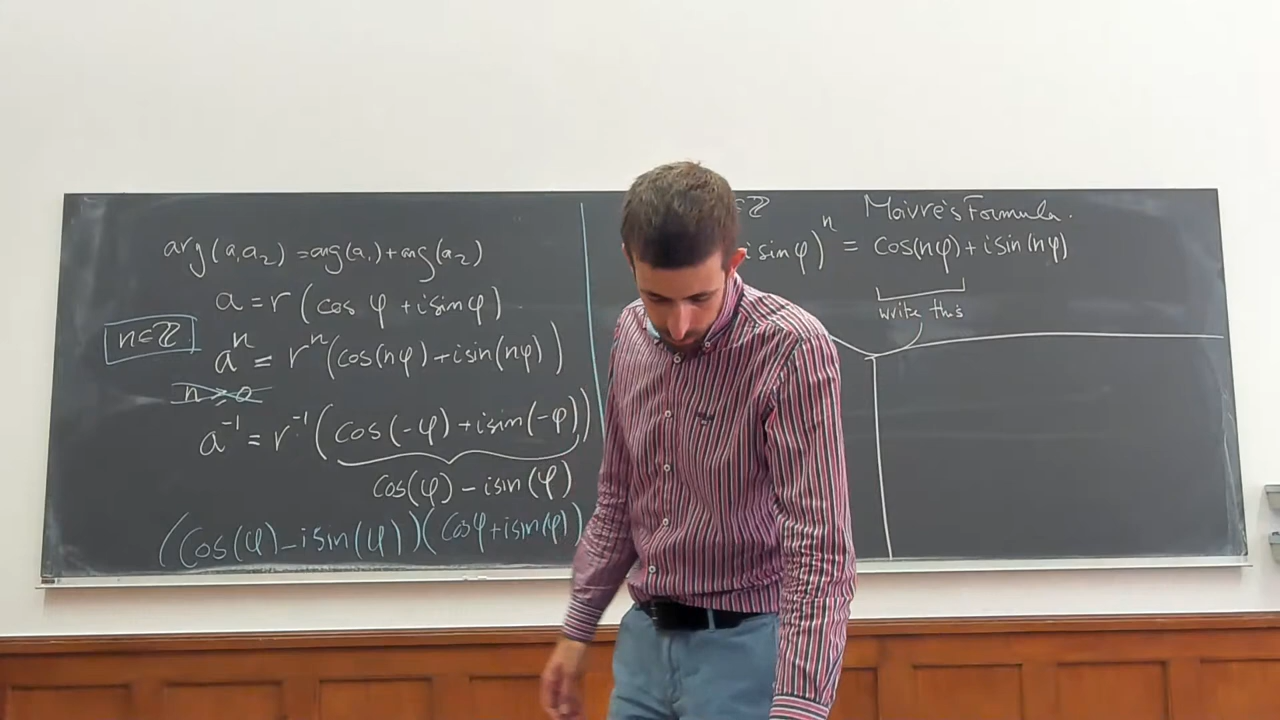 arg(a₁a₂) = arg(a₁) + arg(a₂)
a = r (cos φ + i sin φ)
n ∈ ℤ
aⁿ = rⁿ (cos(nφ) + i sin(nφ))
n ≥ 0
a⁻¹ = r⁻¹ (cos(-φ) + i sin(-φ))
cos(φ) - i sin(φ)
(cos(φ) - i sin(φ)) (cos φ + i sin(φ))
∈ ℤ
Moivre's Formula.
i sin φ)ⁿ = cos(nφ) + i sin(nφ)
write this